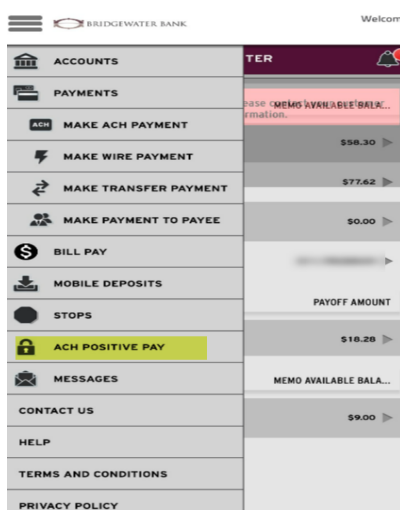 BRIDGEWATER BANK
Welcom
ACCOUNTS
TER
PAYMENTS
MEMO AVAILABLE BALA...
rmation.
ACH MAKE ACH PAYMENT
$58.30
MAKE WIRE PAYMENT
MAKE TRANSFER PAYMENT
$77.62
MAKE PAYMENT TO PAYEE
$0.00
BILL PAY
MOBILE DEPOSITS
PAYOFF AMOUNT
STOPS
ACH POSITIVE PAY
$18.28
MESSAGES
MEMO AVAILABLE BALA...
CONTACT US
$9.00
HELP
TERMS AND CONDITIONS
PRIVACY POLICY